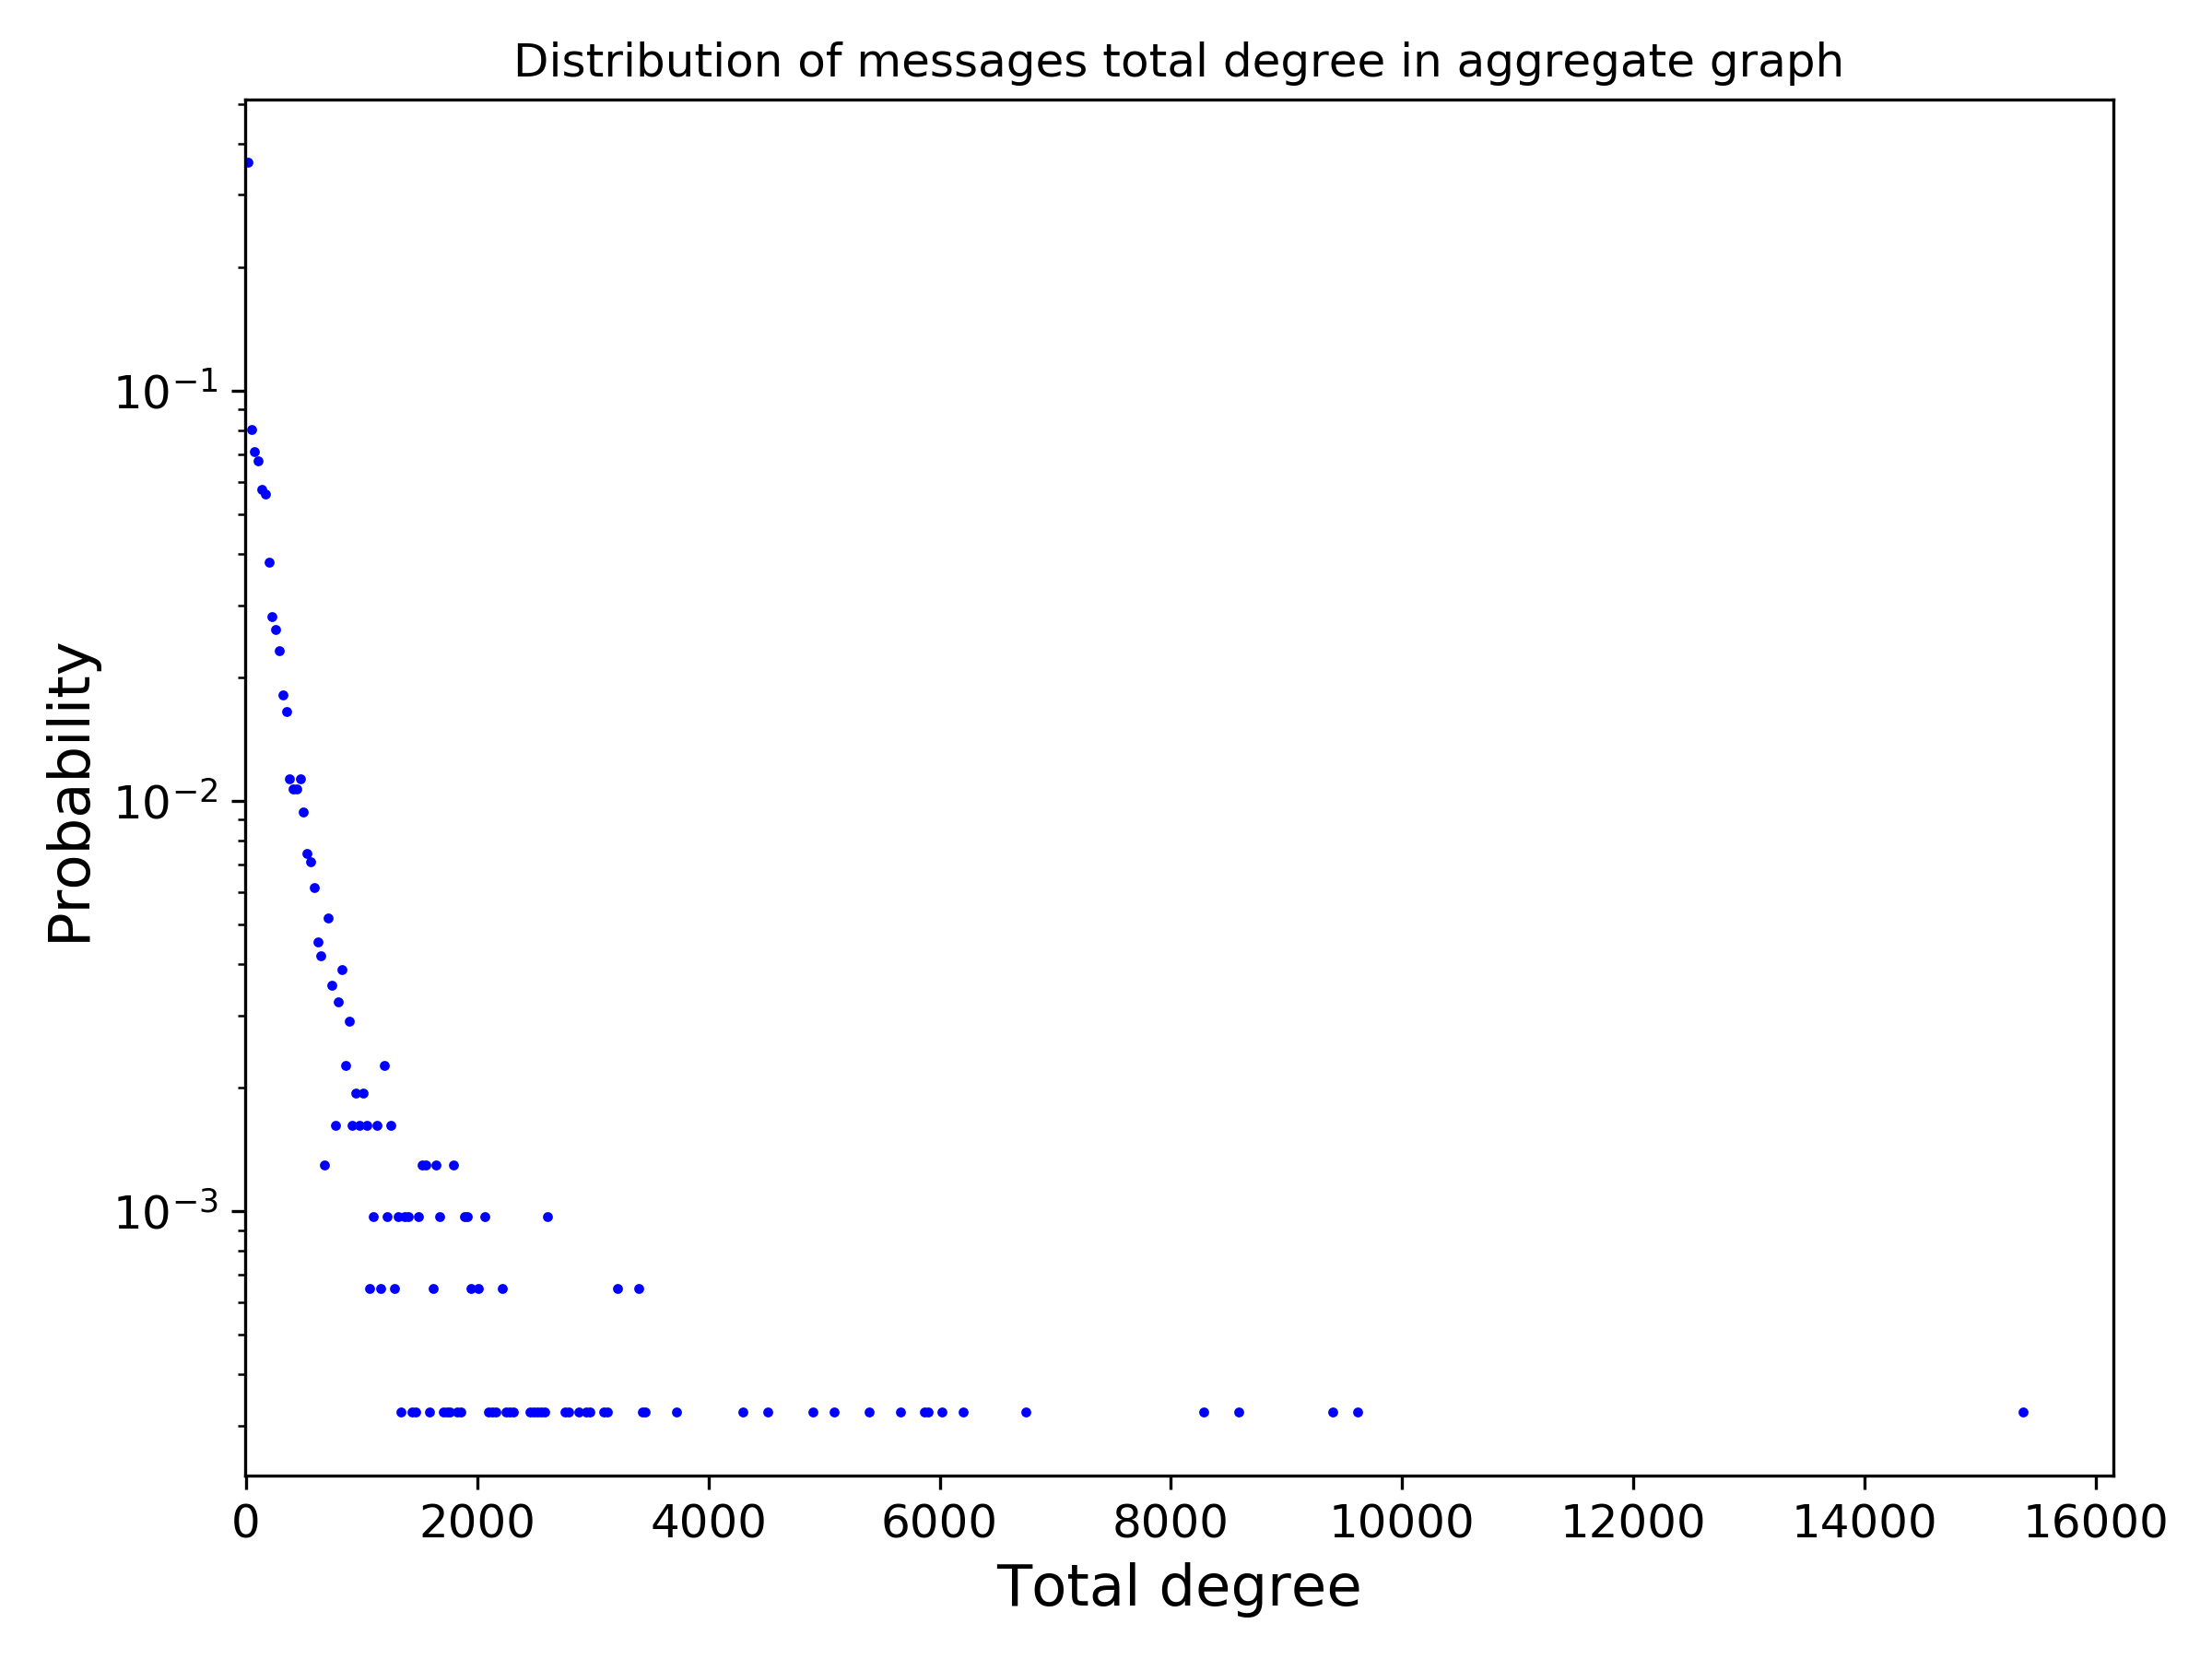 Distribution of messages total degree in aggregate graph
Probability
10⁻¹
10⁻²
10⁻³
0 2000 4000 6000 8000 10000 12000 14000 16000
Total degree